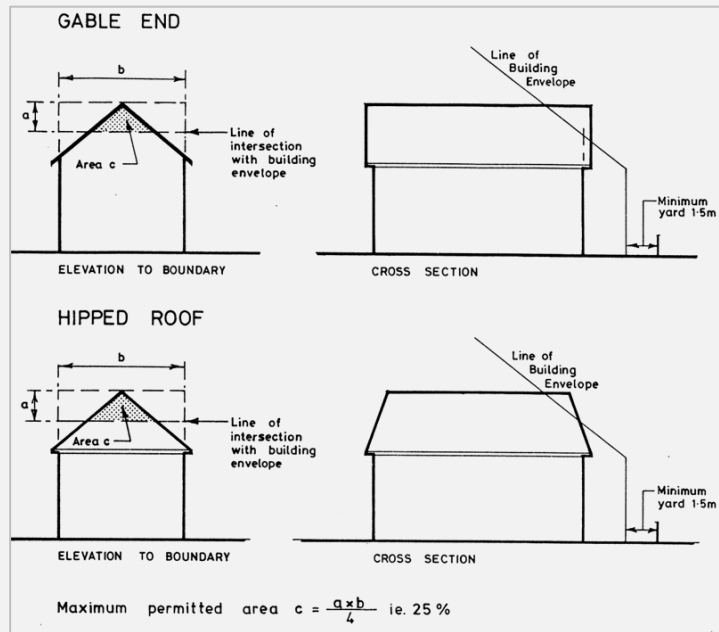 GABLE END
b
a
Area c
Line of
intersection
with building
envelope
ELEVATION TO BOUNDARY
Line of
Building
Envelope
Minimum
yard 1·5m
CROSS SECTION
HIPPED ROOF
b
a
Area c
Line of
intersection
with building
envelope
ELEVATION TO BOUNDARY
Line of
Building
Envelope
Minimum
yard 1·5m
CROSS SECTION
Maximum permitted area c = a×b/4 ie. 25 %